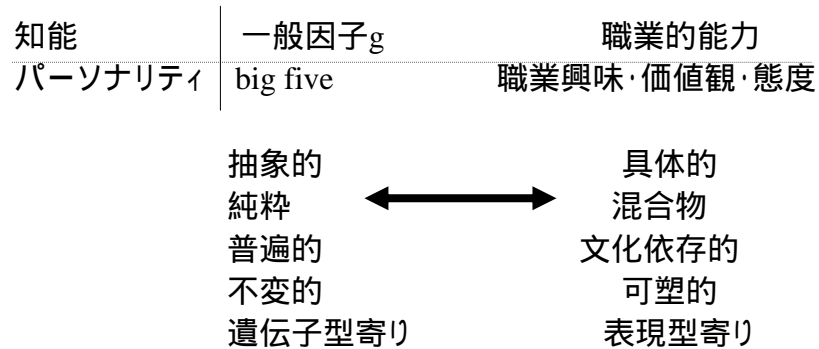 知能 一般因子g 職業的能力
パーソナリティ big five 職業興味・価値観・態度
抽象的 具体的
純粋 混合物
普遍的 文化依存的
不変的 可塑的
遺伝子型寄り 表現型寄り